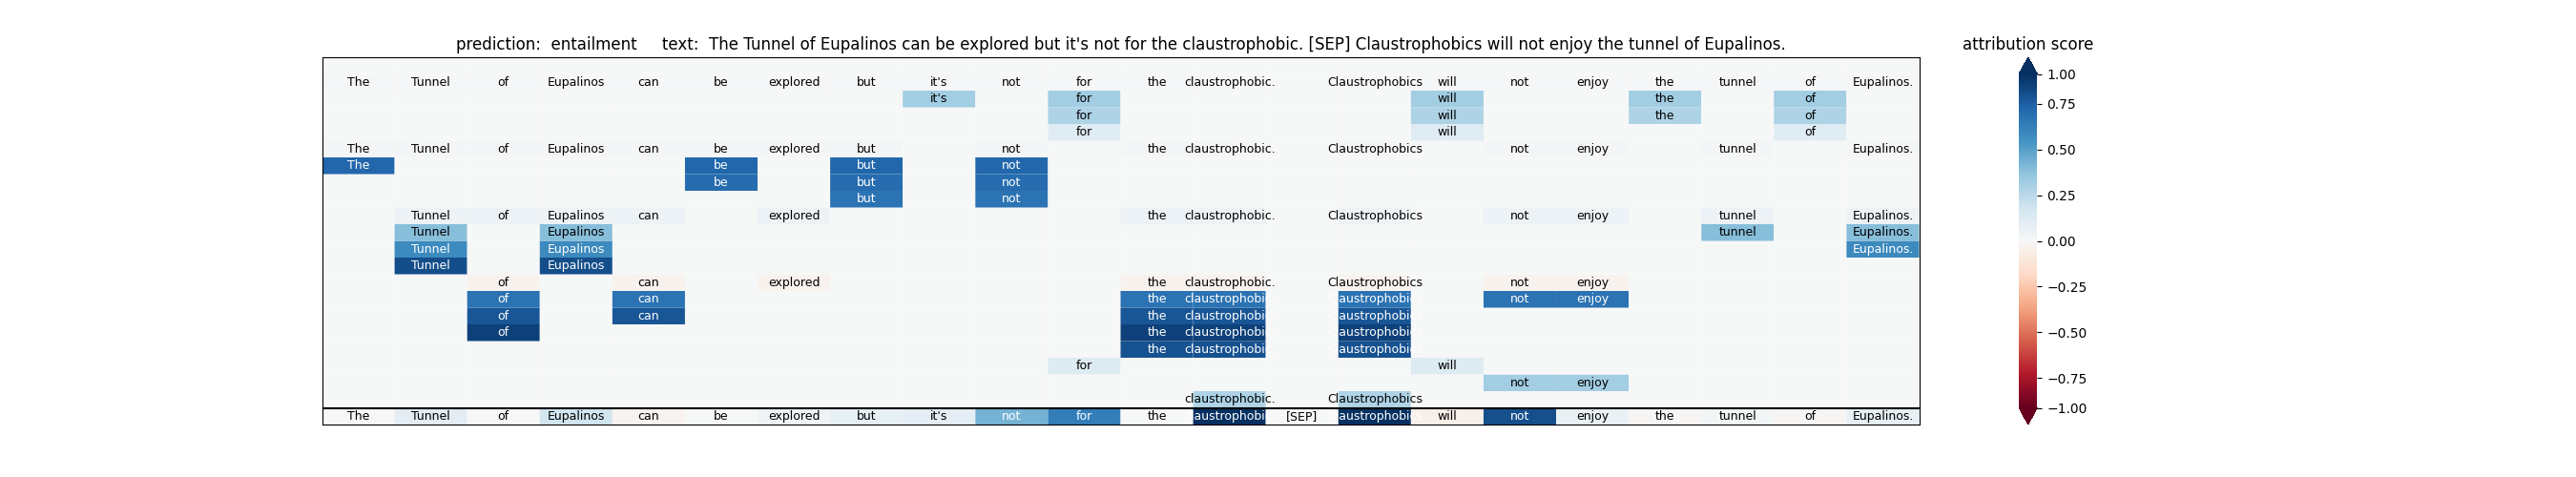 prediction: entailment text: The Tunnel of Eupalinos can be explored but it's not for the claustrophobic. [SEP] Claustrophobics will not enjoy the tunnel of Eupalinos.
attribution score
The Tunnel of Eupalinos can be explored but it's not for the claustrophobic. Claustrophobics will not enjoy the tunnel of Eupalinos.
it's for will the of
for will the of
for will of
The Tunnel of Eupalinos can be explored but not the claustrophobic. Claustrophobics not enjoy tunnel Eupalinos.
The be but not
be but not
but not
Tunnel of Eupalinos can explored the claustrophobic. Claustrophobics not enjoy tunnel Eupalinos.
Tunnel Eupalinos tunnel Eupalinos.
Tunnel Eupalinos Eupalinos.
Tunnel Eupalinos
of can explored the claustrophobic. Claustrophobics not enjoy
of can the claustrophobi laustrophobics not enjoy
of can the claustrophobi laustrophobics
of the claustrophobi laustrophobics
the claustrophobi laustrophobics
for will
not enjoy
claustrophobic. Claustrophobics
The Tunnel of Eupalinos can be explored but it's not for the laustrophobi [SEP] laustrophobics will not enjoy the tunnel of Eupalinos.
1.00
0.75
0.50
0.25
0.00
−0.25
−0.50
−0.75
−1.00